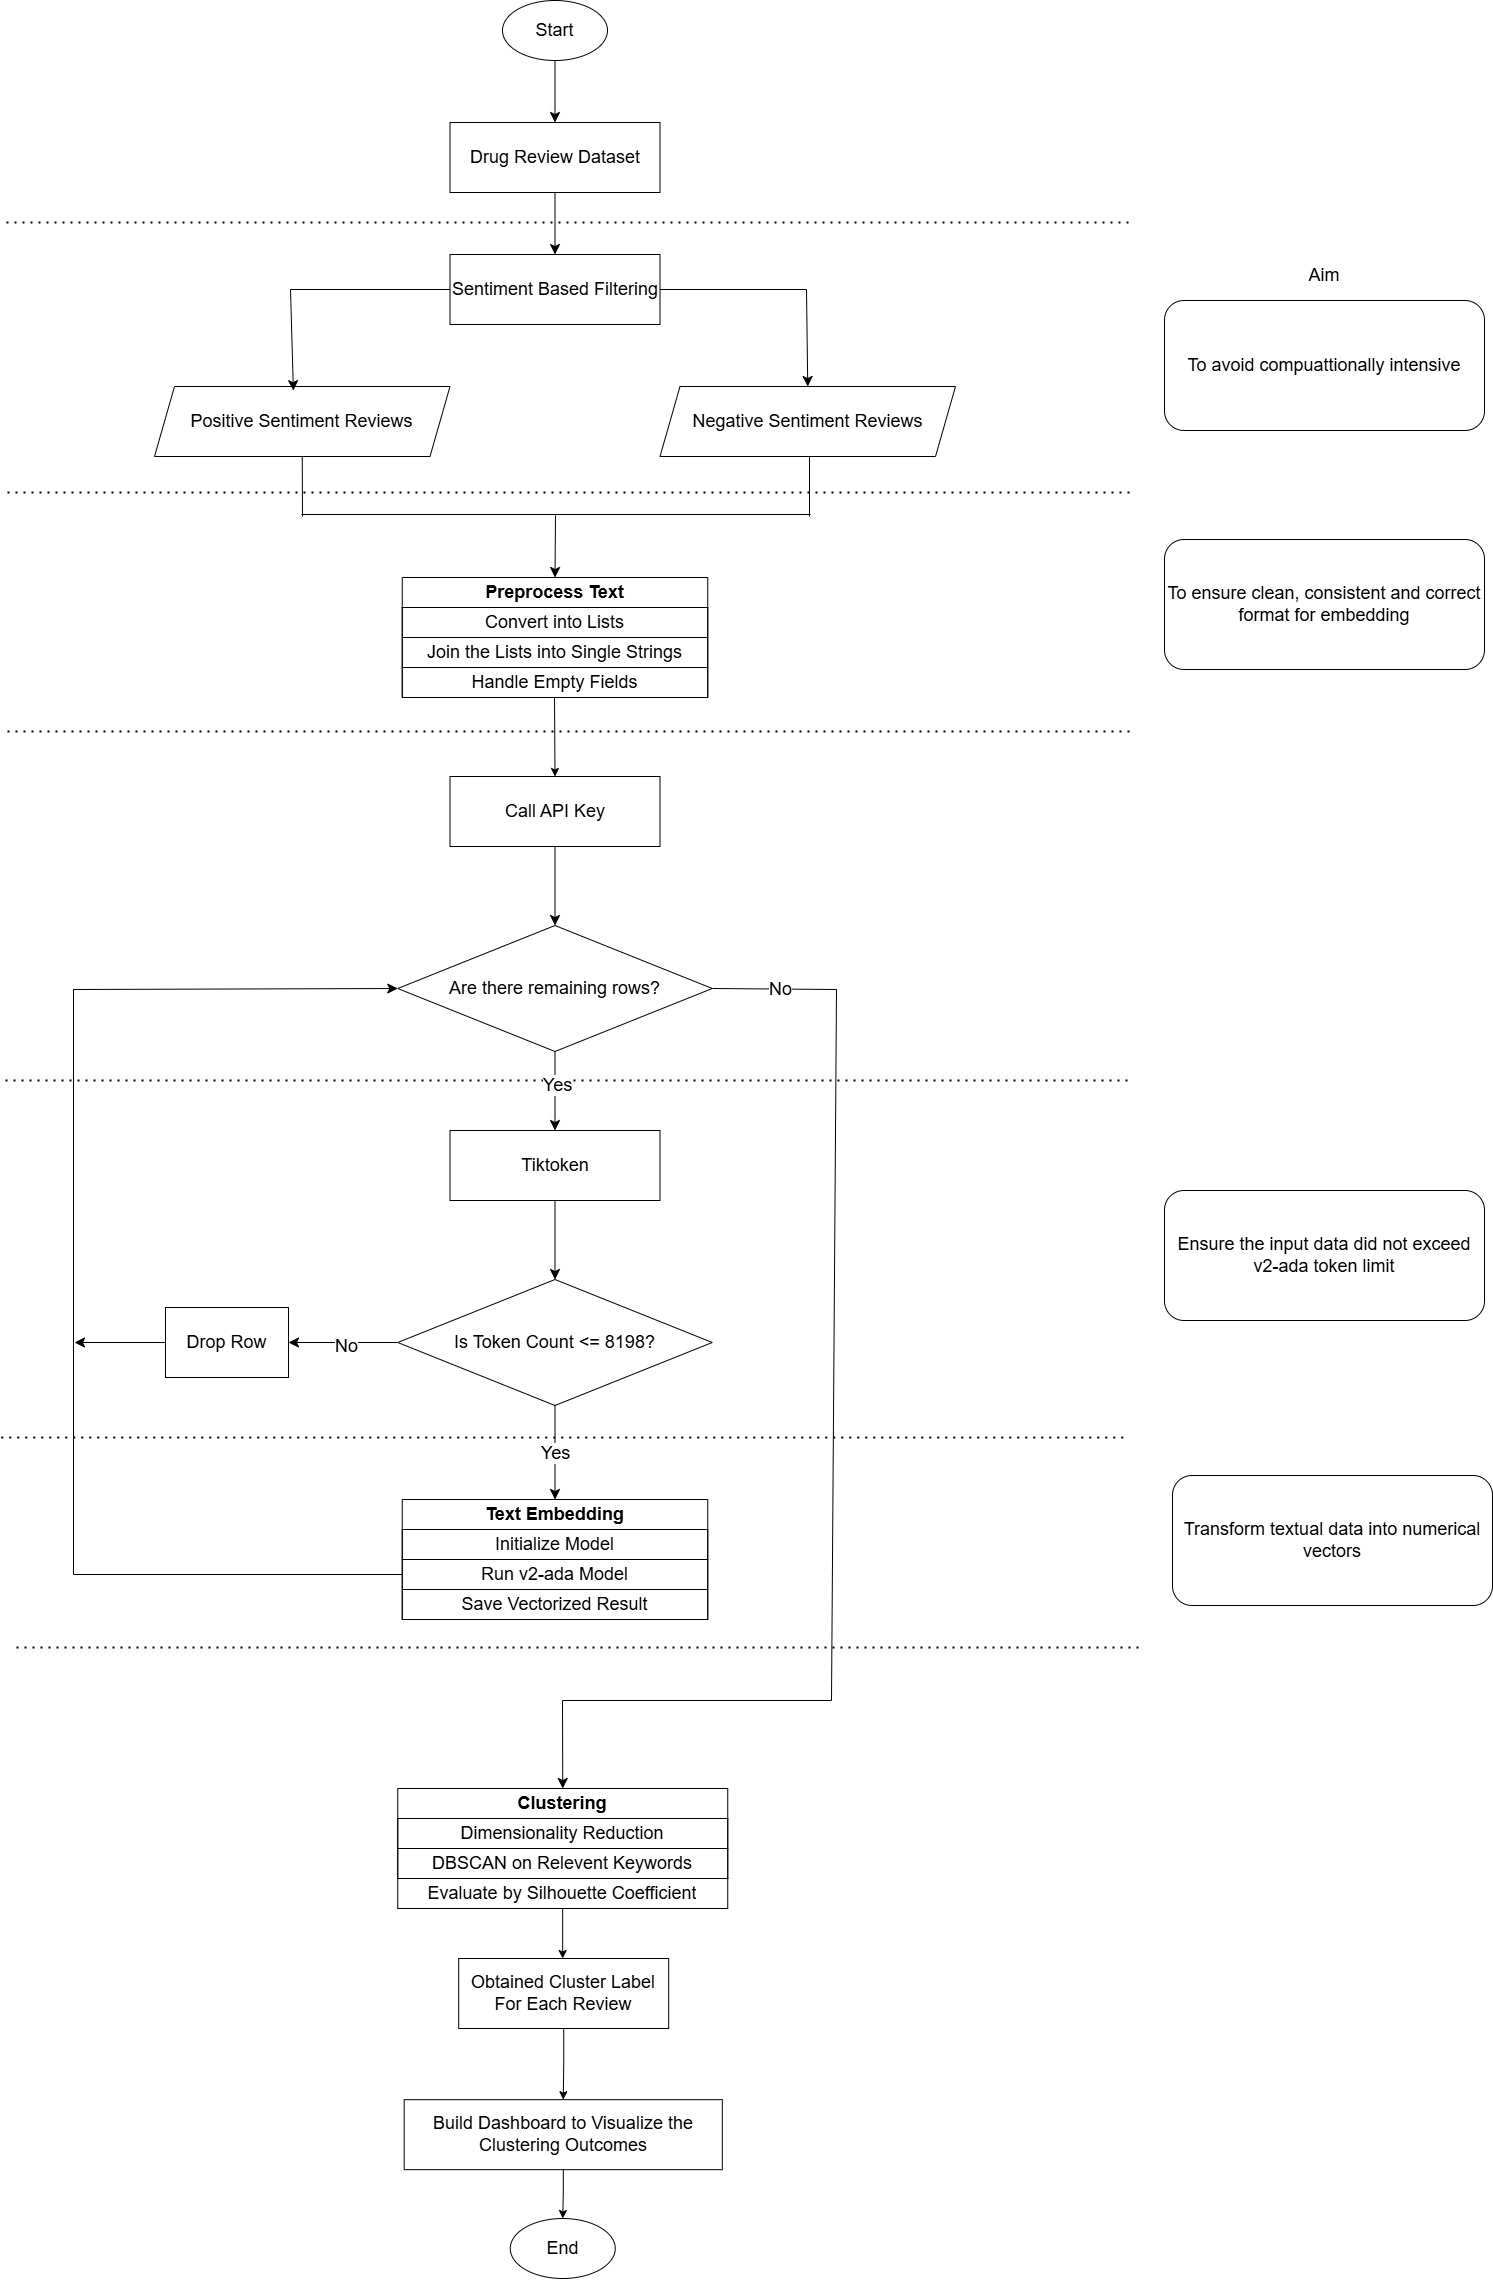 Start
Drug Review Dataset
Sentiment Based Filtering
Aim
To avoid compuattionally intensive
Positive Sentiment Reviews
Negative Sentiment Reviews
Preprocess Text
Convert into Lists
Join the Lists into Single Strings
Handle Empty Fields
To ensure clean, consistent and correct
format for embedding
Call API Key
Are there remaining rows?
No
Yes
Tiktoken
Ensure the input data did not exceed
v2-ada token limit
Is Token Count <= 8198?
No
Drop Row
Yes
Text Embedding
Initialize Model
Run v2-ada Model
Save Vectorized Result
Transform textual data into numerical
vectors
Clustering
Dimensionality Reduction
DBSCAN on Relevent Keywords
Evaluate by Silhouette Coefficient
Obtained Cluster Label
For Each Review
Build Dashboard to Visualize the
Clustering Outcomes
End